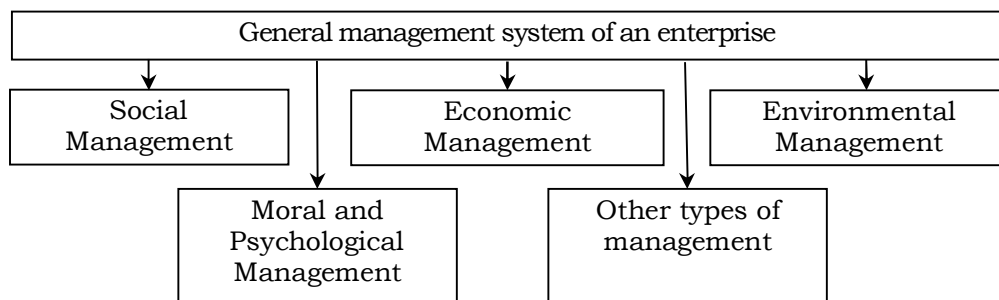 General management system of an enterprise
Social
Management
Economic
Management
Environmental
Management
Moral and
Psychological
Management
Other types of
management